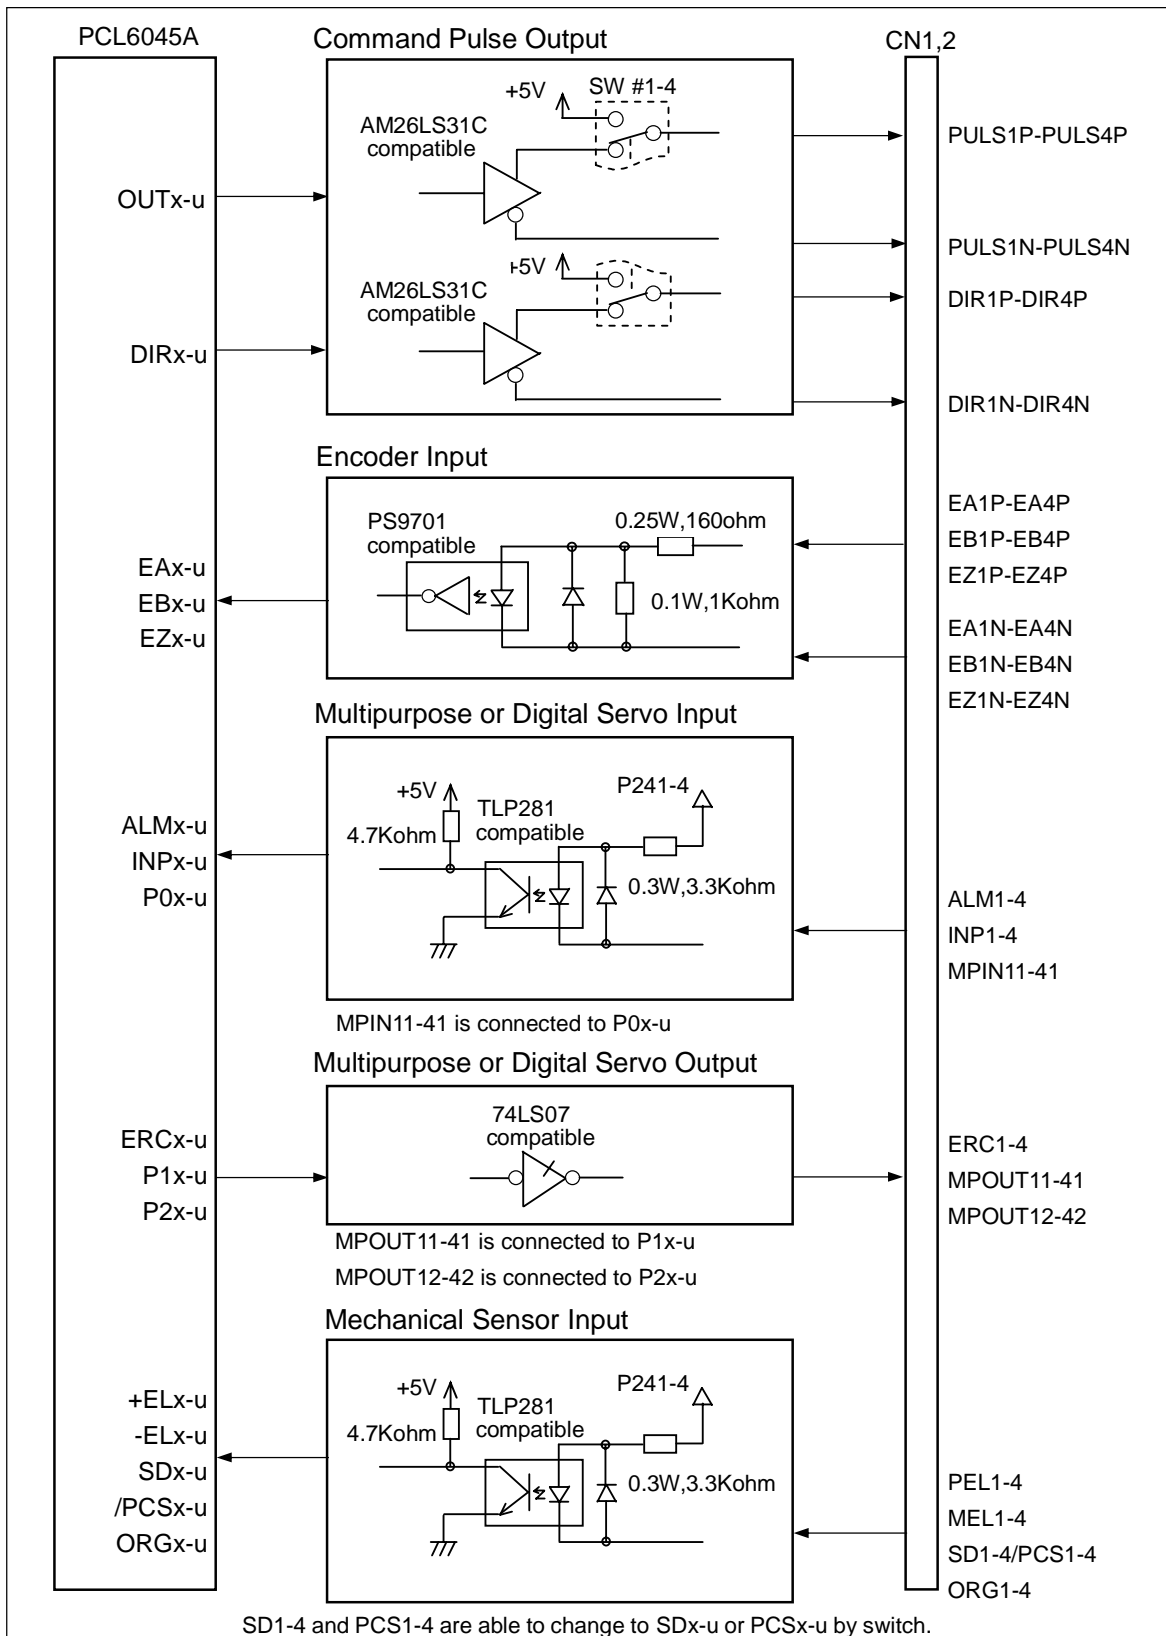 PCL6045A
Command Pulse Output
CN1,2
+5V
SW #1-4
AM26LS31C
compatible
OUTx-u
PULS1P-PULS4P
PULS1N-PULS4N
+5V
AM26LS31C
compatible
DIRx-u
DIR1P-DIR4P
DIR1N-DIR4N
Encoder Input
PS9701
compatible
0.25W,160ohm
0.1W,1Kohm
EAx-u
EBx-u
EZx-u
EA1P-EA4P
EB1P-EB4P
EZ1P-EZ4P
EA1N-EA4N
EB1N-EB4N
EZ1N-EZ4N
Multipurpose or Digital Servo Input
+5V
P241-4
TLP281
compatible
4.7Kohm
0.3W,3.3Kohm
ALMx-u
INPx-u
P0x-u
ALM1-4
INP1-4
MPIN11-41
MPIN11-41 is connected to P0x-u
Multipurpose or Digital Servo Output
74LS07
compatible
ERCx-u
P1x-u
P2x-u
ERC1-4
MPOUT11-41
MPOUT12-42
MPOUT11-41 is connected to P1x-u
MPOUT12-42 is connected to P2x-u
Mechanical Sensor Input
+5V
P241-4
TLP281
compatible
4.7Kohm
0.3W,3.3Kohm
+ELx-u
-ELx-u
SDx-u
/PCSx-u
ORGx-u
PEL1-4
MEL1-4
SD1-4/PCS1-4
ORG1-4
SD1-4 and PCS1-4 are able to change to SDx-u or PCSx-u by switch.